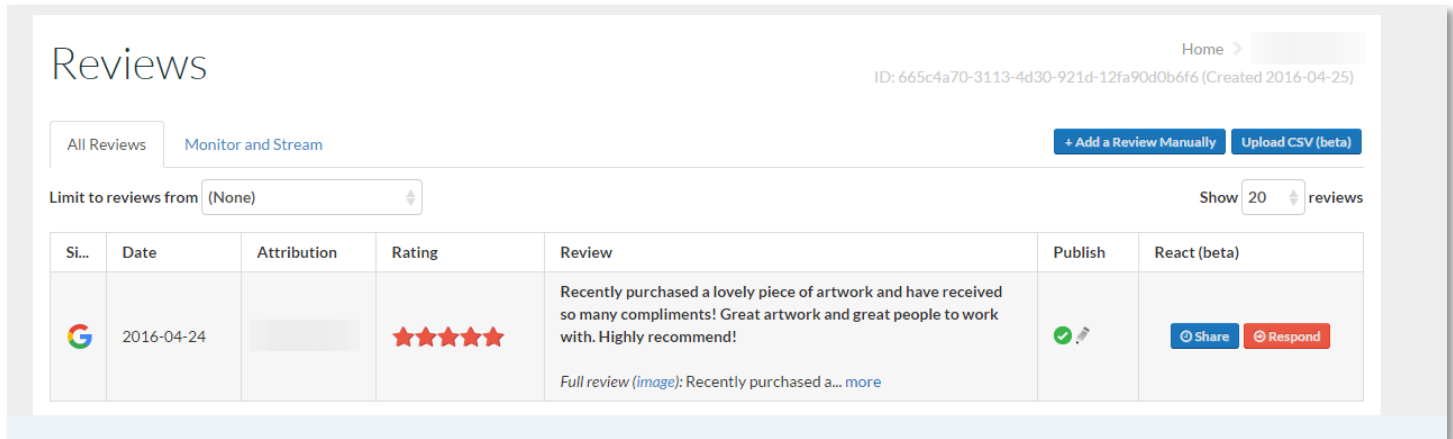 Reviews
Home
ID: 665c4a70-3113-4d30-921d-12fa90d0b6f6 (Created 2016-04-25)
All Reviews Monitor and Stream + Add a Review Manually Upload CSV (beta)
Limit to reviews from (None) Show 20 reviews
Si... Date Attribution Rating Review Publish React (beta)
Recently purchased a lovely piece of artwork and have received
so many compliments! Great artwork and great people to work
with. Highly recommend!
2016-04-24 Share Respond
Full review (image): Recently purchased a... more